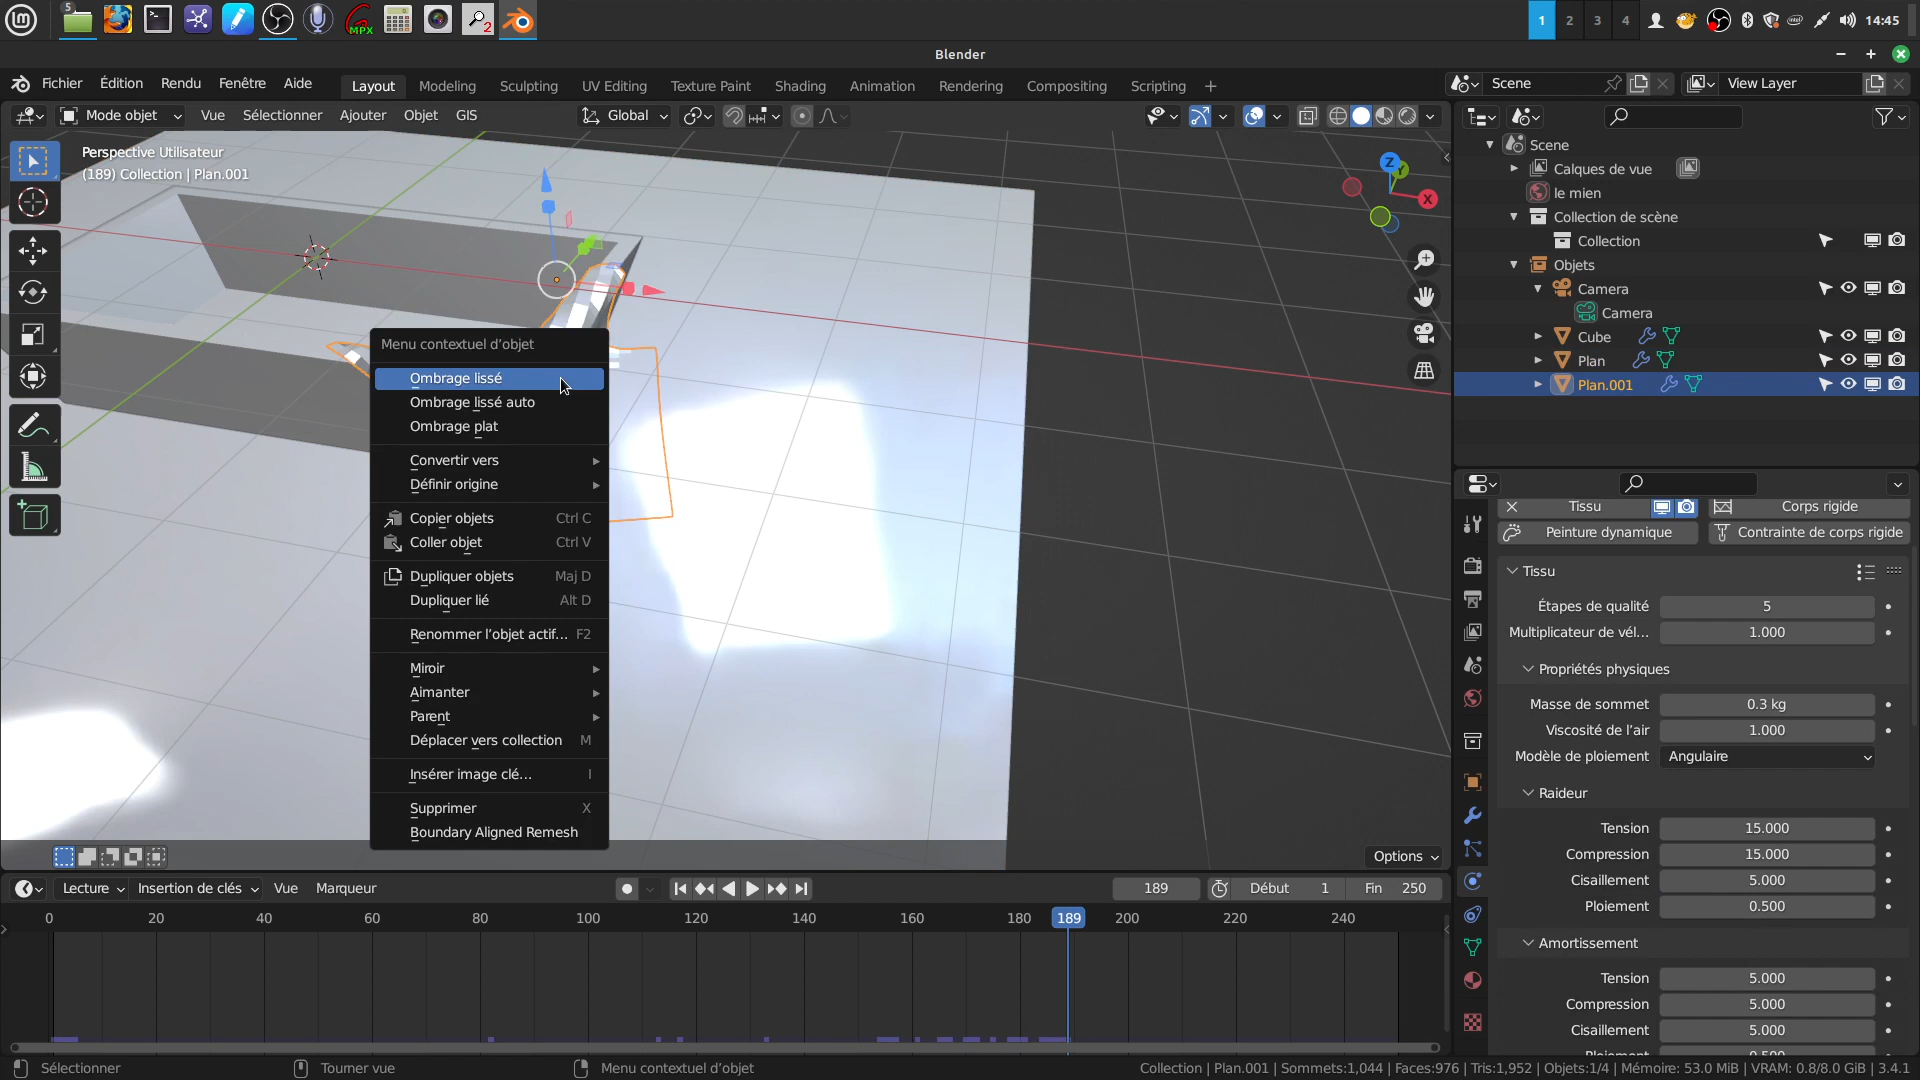 5
MPX
2
1 2 3 4
14:45
Blender
Fichier Édition Rendu Fenêtre Aide
Layout Modeling Sculpting UV Editing Texture Paint Shading Animation Rendering Compositing Scripting
Scene
View Layer
Mode objet Vue Sélectionner Ajouter Objet GIS
Global
Perspective Utilisateur
(189) Collection | Plan.001
Z
Y
X
Menu contextuel d’objet
Ombrage lissé
Ombrage lissé auto
Ombrage plat
Convertir vers
Définir origine
Copier objets Ctrl C
Coller objet Ctrl V
Dupliquer objets Maj D
Dupliquer lié Alt D
Renommer l’objet actif... F2
Miroir
Aimanter
Parent
Déplacer vers collection M
Insérer image clé... I
Supprimer X
Boundary Aligned Remesh
Options
Scene
Calques de vue
le mien
Collection de scène
Collection
Objets
Camera
Camera
Cube
Plan
Plan.001
Tissu
Corps rigide
Peinture dynamique
Contrainte de corps rigide
Tissu
Étapes de qualité 5
Multiplicateur de vél... 1.000
Propriétés physiques
Masse de sommet 0.3 kg
Viscosité de l’air 1.000
Modèle de ploiement Angulaire
Raideur
Tension 15.000
Compression 15.000
Cisaillement 5.000
Ploiement 0.500
Amortissement
Tension 5.000
Compression 5.000
Cisaillement 5.000
Ploiement 0.500
Lecture Insertion de clés Vue Marqueur
189
Début 1
Fin 250
0 20 40 60 80 100 120 140 160 180 189 200 220 240
Sélectionner
Tourner vue
Menu contextuel d’objet
Collection | Plan.001 | Sommets:1,044 | Faces:976 | Tris:1,952 | Objets:1/4 | Mémoire: 53.0 MiB | VRAM: 0.8/8.0 GiB | 3.4.1